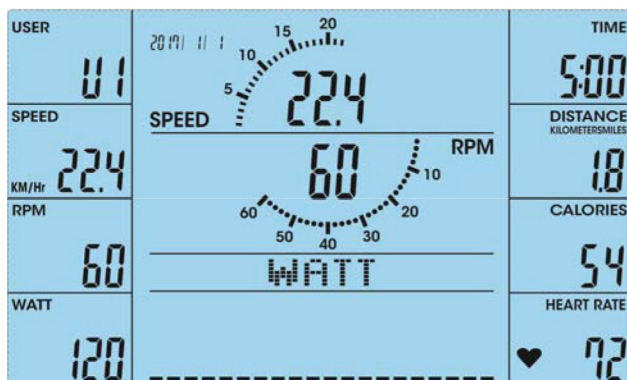 USER
U1
SPEED
KM/Hr 22.4
RPM
60
WATT
120
2017/ 1/ 1
5 10 15 20
SPEED 22.4
RPM
60
10 20 30 40 50 60
WATT
TIME
5:00
DISTANCE
KILOMETERSMILES
1.8
CALORIES
54
HEART RATE
72